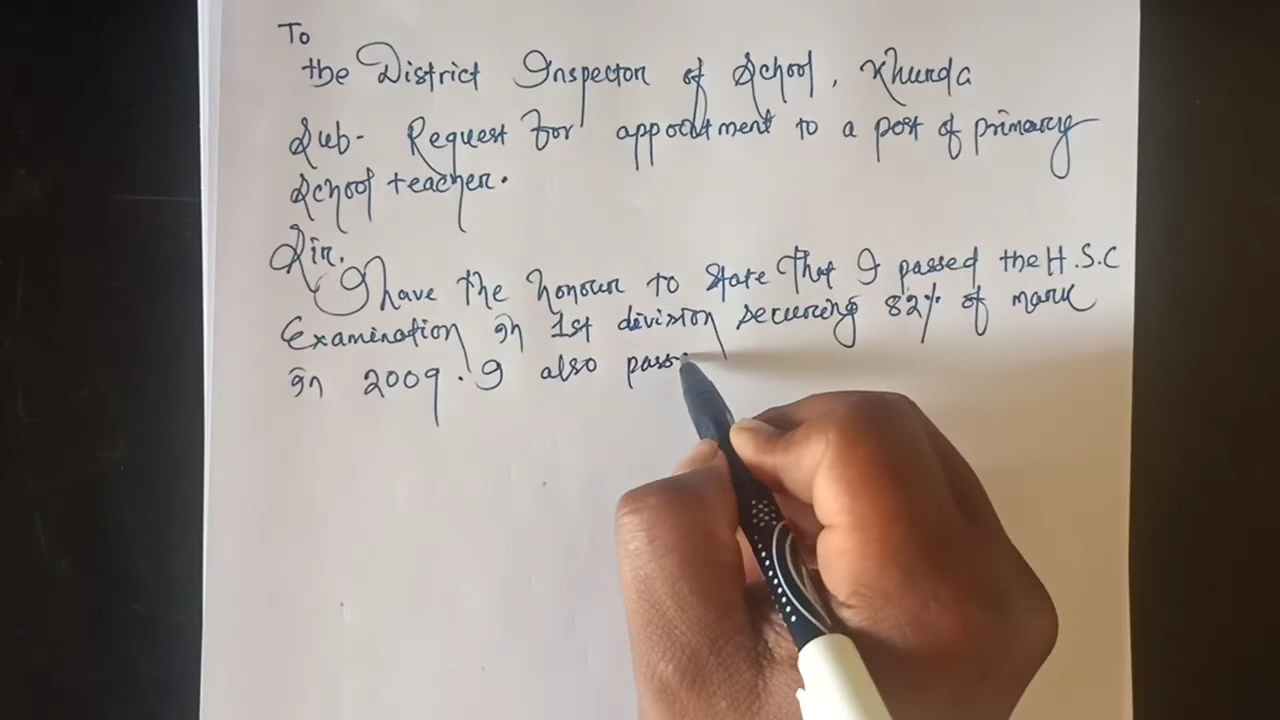 To
the District Inspector of School, Khurda
Sub- Request for appointment to a post of primary
School teacher.
Sir.
I have the honour to state that I passed the H.S.C
Examination in 1st division securing 82% of mark
in 2009. I also pass